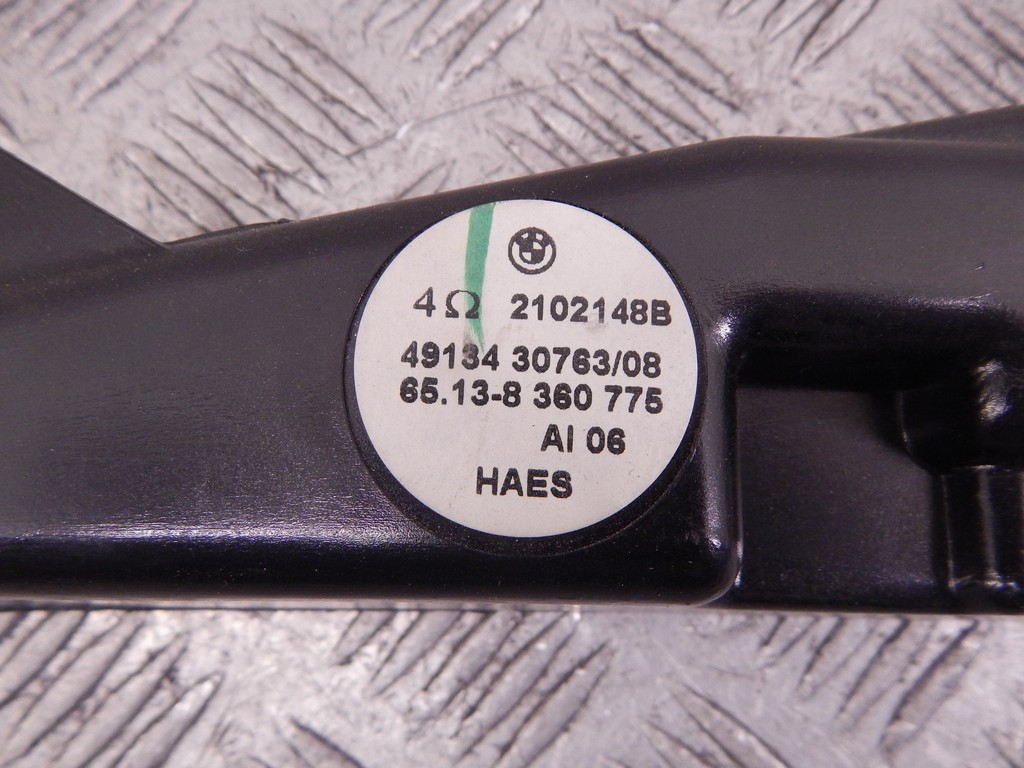 4Ω 2102148B
49134 30763/08
65.13-8 360 775
AI 06
HAES